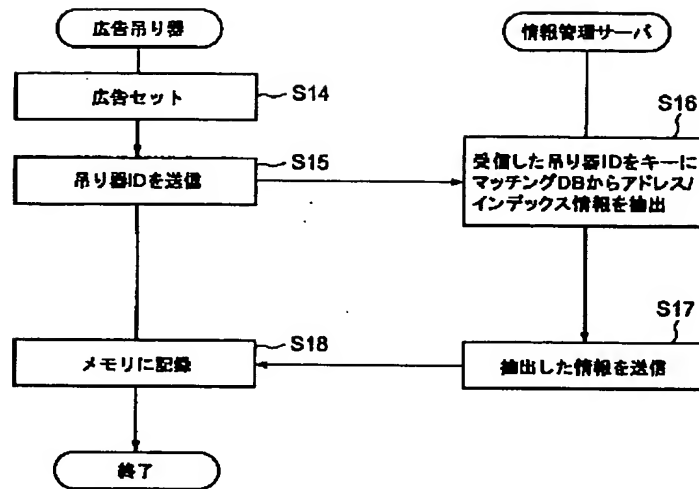 広告吊り器
情報管理サーバ
広告セット
S14
S16
吊り器IDを送信
S15
受信した吊り器IDをキーに
マッチングDBからアドレス/
インデックス情報を抽出
メモリに記録
S18
S17
抽出した情報を送信
終了